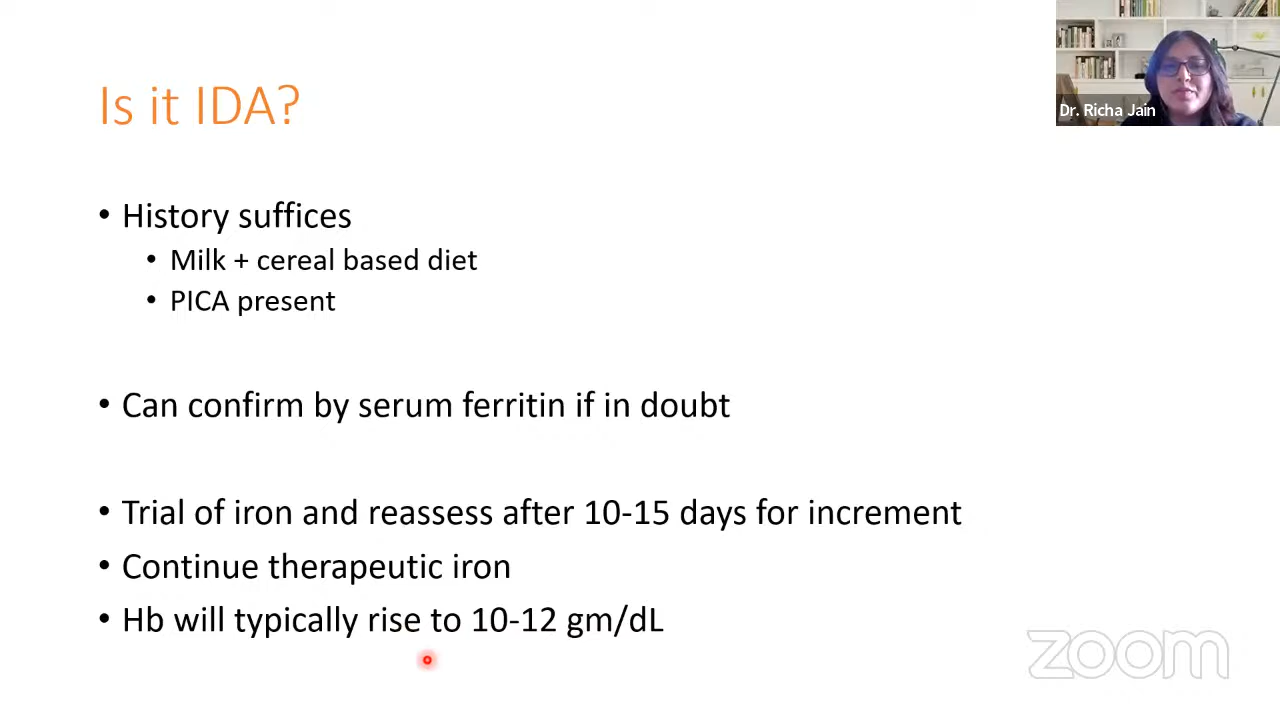 Is it IDA?
Dr. Richa Jain
• History suffices
• Milk + cereal based diet
• PICA present
• Can confirm by serum ferritin if in doubt
• Trial of iron and reassess after 10-15 days for increment
• Continue therapeutic iron
• Hb will typically rise to 10-12 gm/dL
zoom